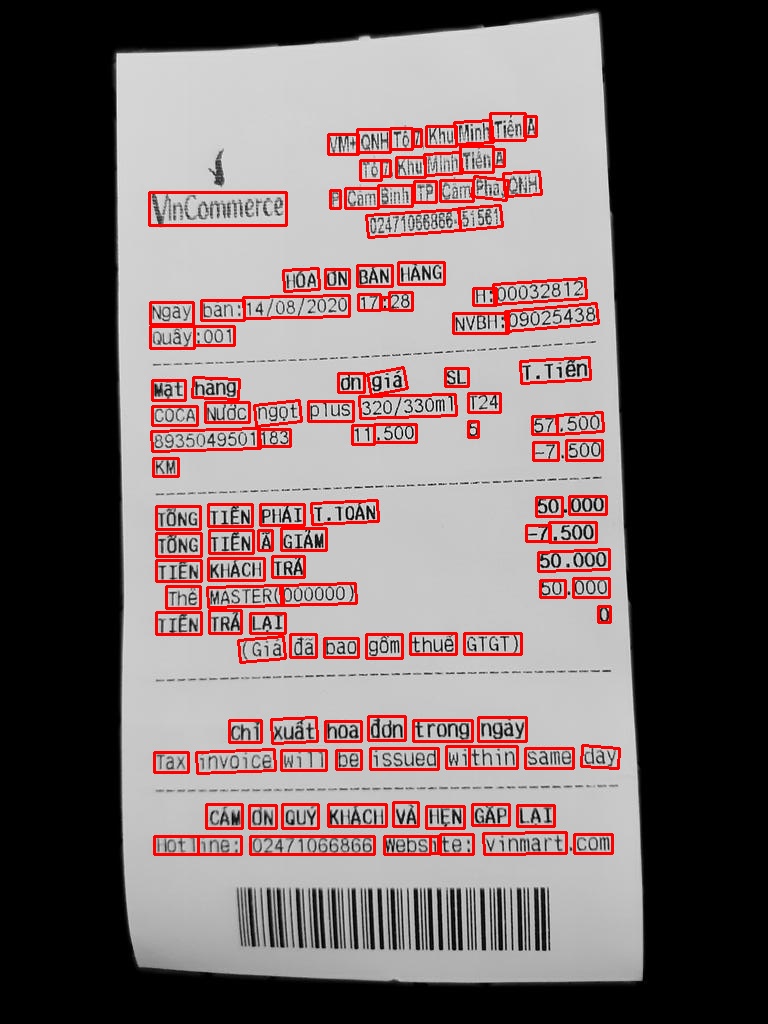 VinCommerce
VM+ QNH Tổ 7 Khu Minh Tiến A
Tổ 7 Khu Minh Tiến A
P Cẩm Bình TP Cẩm Phả, QNH
02471066866-51561
HÓA ĐƠN BÁN HÀNG
Ngày bán:14/08/2020 17:28 HĐ:00032812
Quầy:001 NVBH:09025438
Mặt hàng Đơn giá SL T.Tiền
COCA Nước ngọt plus 320/330ml T24
8935049501183 11.500 5 57.500
KM -7.500
TỔNG TIỀN PHẢI T.TOÁN 50.000
TỔNG TIỀN ĐÃ GIẢM -7.500
TIỀN KHÁCH TRẢ 50.000
Thẻ MASTER(000000) 50.000
TIỀN TRẢ LẠI 0
(Giá đã bao gồm thuế GTGT)
Chỉ xuất hóa đơn trong ngày
Tax invoice will be issued within same day
CẢM ƠN QUÝ KHÁCH VÀ HẸN GẶP LẠI
Hotline: 02471066866 Website: vinmart.com